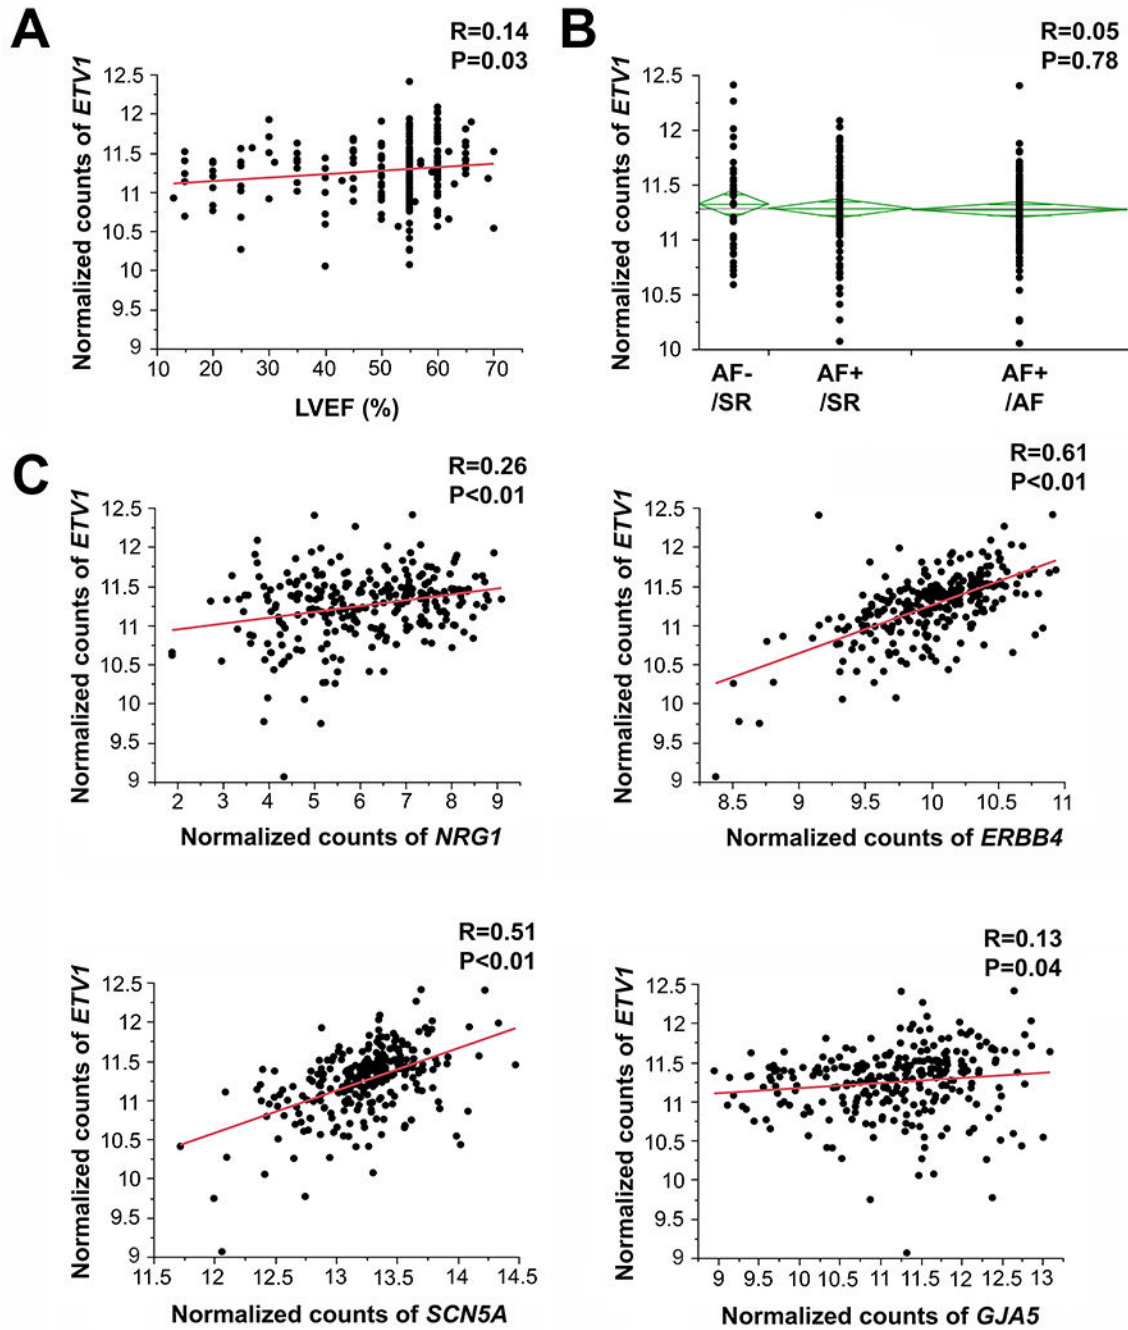 A
R=0.14
P=0.03
Normalized counts of ETV1
12.5
12
11.5
11
10.5
10
9.5
9
10 20 30 40 50 60 70
LVEF (%)
B
R=0.05
P=0.78
Normalized counts of ETV1
12.5
12
11.5
11
10.5
10
AF- AF+ AF+
/SR /SR /AF
C
R=0.26
P<0.01
Normalized counts of ETV1
12.5
12
11.5
11
10.5
10
9.5
9
2 3 4 5 6 7 8 9
Normalized counts of NRG1
R=0.61
P<0.01
Normalized counts of ETV1
12.5
12
11.5
11
10.5
10
9.5
9
8.5 9 9.5 10 10.5 11
Normalized counts of ERBB4
R=0.51
P<0.01
Normalized counts of ETV1
12.5
12
11.5
11
10.5
10
9.5
9
11.5 12 12.5 13 13.5 14 14.5
Normalized counts of SCN5A
R=0.13
P=0.04
Normalized counts of ETV1
12.5
12
11.5
11
10.5
10
9.5
9
9 9.5 10 10.5 11 11.5 12 12.5 13
Normalized counts of GJA5